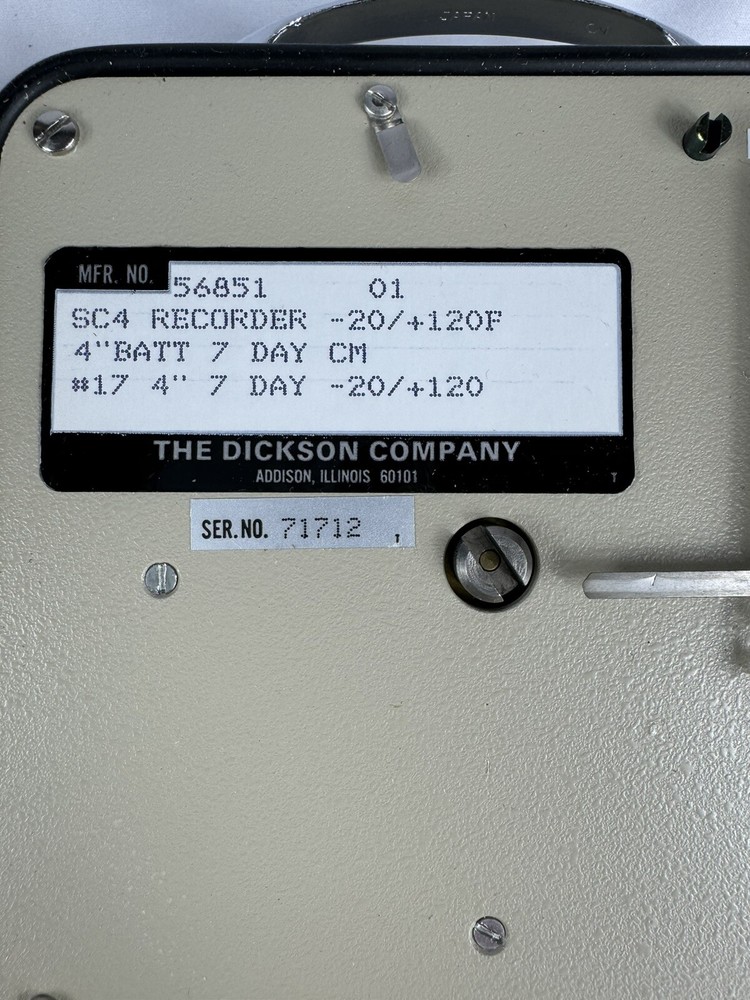 MFR. NO. 56851 01
SC4 RECORDER -20/+120F
4"BATT 7 DAY CM
#17 4" 7 DAY -20/+120
THE DICKSON COMPANY
ADDISON, ILLINOIS 60101 T
SER.NO. 71712 T